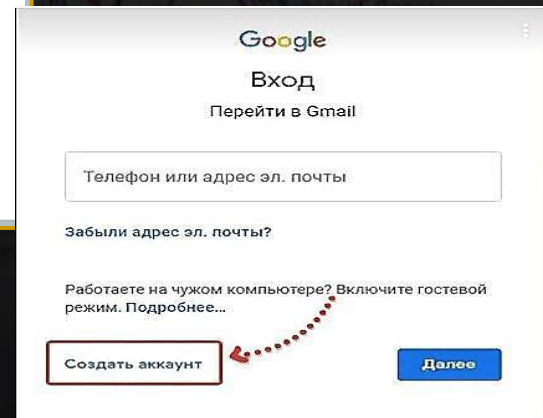 Google
Вход
Перейти в Gmail
Телефон или адрес эл. почты
Забыли адрес эл. почты?
Работаете на чужом компьютере? Включите гостевой
режим. Подробнее...
Создать аккаунт
Далее